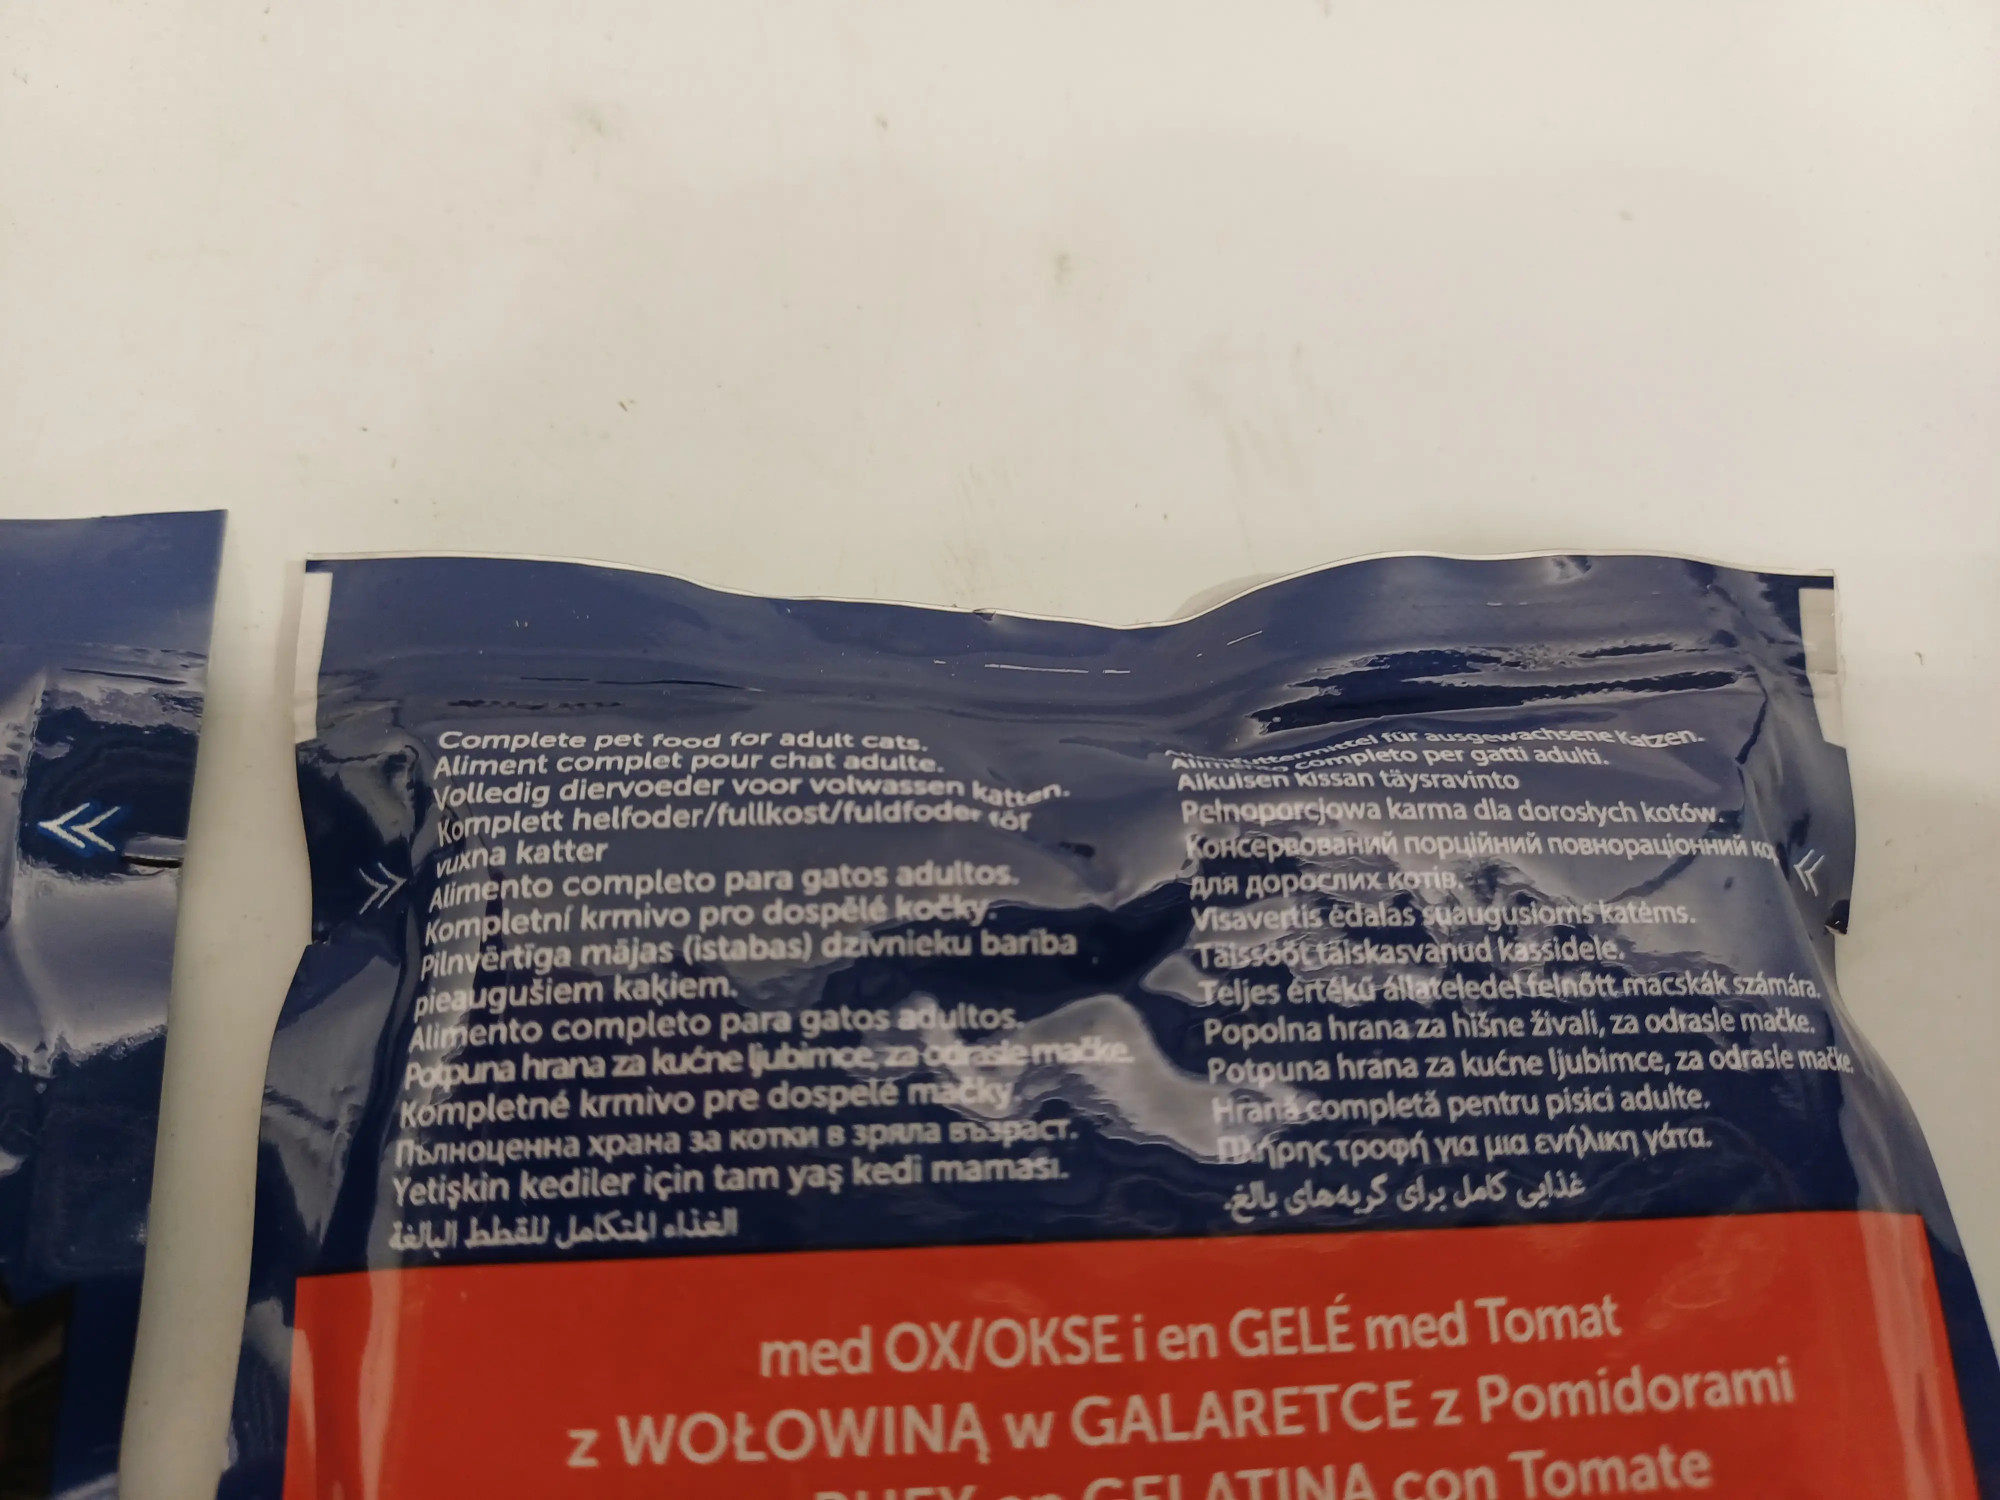 Complete pet food for adult cats.
Aliment complet pour chat adulte.
Volledig diervoeder voor volwassen katten.
Komplett helfoder/fullkost/fuldfoder för
vuxna katter
Alimento completo para gatos adultos.
Kompletní krmivo pro dospělé kočky.
Pilnvērtīga mājas (istabas) dzīvnieku barība
pieaugušiem kaķiem.
Alimento completo para gatos adultos.
Potpuna hrana za kućne ljubimce, za odrasle mačke.
Kompletné krmivo pre dospelé mačky
Пълноценна храна за котки в зряла възраст.
Yetişkin kediler için tam yaş kedi maması.
الغذاء المتكامل للقطط البالغة
für ausgewachsene Katzen.
Alimento completo per gatti adulti.
Aikuisen kissan täysravinto
Pełnoporcjowa karma dla dorosłych kotów.
Консервований порційний повнораціонний
для дорослих котів.
Visavertis ėdalas suaugusioms katėms.
Täissööt täiskasvanud kassidele.
Teljes értékű állateledel felnőtt macskák számára.
Popolna hrana za hišne živali, za odrasle mačke.
Potpuna hrana za kućne ljubimce, za odrasle mačke.
Hrană completă pentru pisici adulte.
Πλήρης τροφή για μια ενήλικη γάτα.
غذایی کامل برای گربه‌های بالغ.
med OX/OKSE i en GELÉ med Tomat
z WOŁOWINĄ w GALARETCE z Pomidorami
BUEY en GELATINA con Tomate